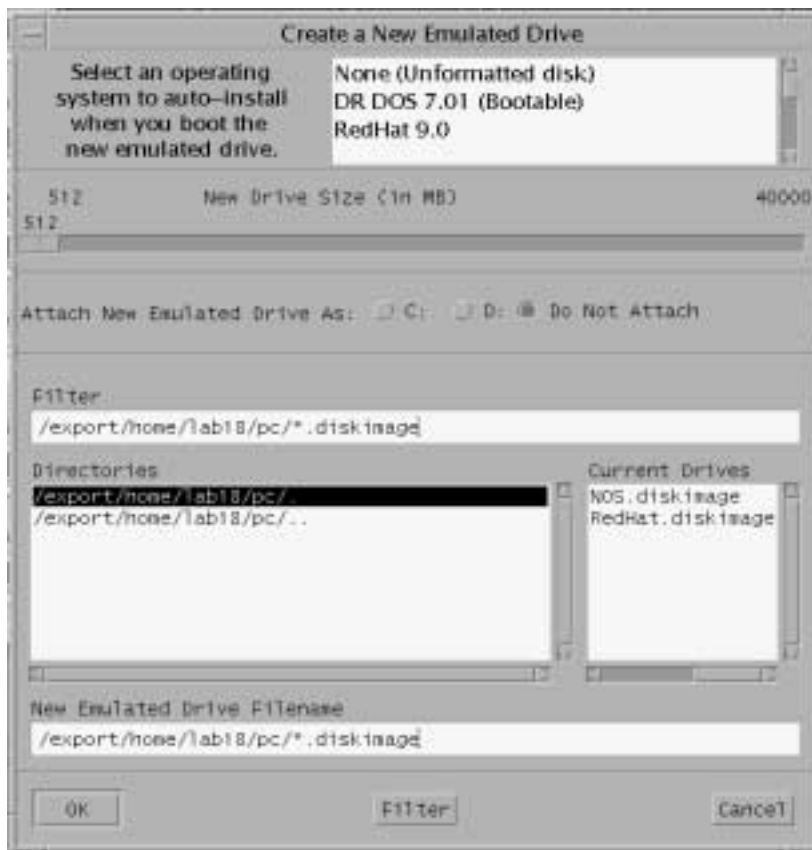 Create a New Emulated Drive
Select an operating
system to auto-install
when you boot the
new emulated drive.
None (Unformatted disk)
DR DOS 7.01 (Bootable)
RedHat 9.0
512 New Drive Size (in MB) 40000
512
Attach New Emulated Drive As: C: D: Do Not Attach
Filter
/export/home/lab18/pc/*.diskimage
Directories
/export/home/lab18/pc/.
/export/home/lab18/pc/..
Current Drives
NOS.diskimage
RedHat.diskimage
New Emulated Drive Filename
/export/home/lab18/pc/*.diskimage
OK Filter Cancel